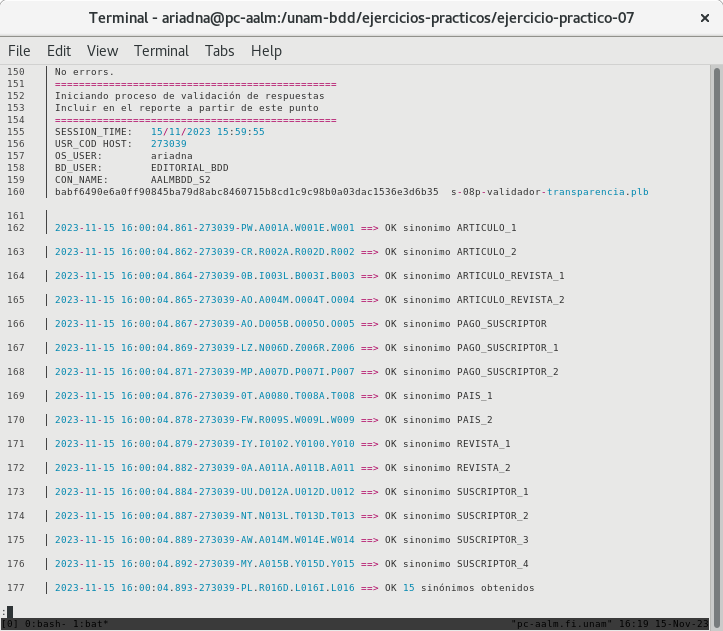 Terminal - ariadna@pc-aalm:/unam-bdd/ejercicios-practicos/ejercicio-practico-07
File Edit View Terminal Tabs Help
150 No errors.
151 ===============================================
152 Iniciando proceso de validación de respuestas
153 Incluir en el reporte a partir de este punto
154 ===============================================
155 SESSION_TIME: 15/11/2023 15:59:55
156 USR_COD HOST: 273039
157 OS_USER: ariadna
158 BD_USER: EDITORIAL_BDD
159 CON_NAME: AALMBDD_S2
160 babf6490e6a0ff90845ba79d8abc8460715b8cd1c9c98b0a03dac1536e3d6b35 s-08p-validador-transparencia.plb
161
162 2023-11-15 16:00:04.861-273039-PW.A001A.W001E.W001 ==> OK sinonimo ARTICULO_1
163 2023-11-15 16:00:04.862-273039-CR.R002A.R002D.R002 ==> OK sinonimo ARTICULO_2
164 2023-11-15 16:00:04.864-273039-0B.I003L.B003I.B003 ==> OK sinonimo ARTICULO_REVISTA_1
165 2023-11-15 16:00:04.865-273039-AO.A004M.O004T.O004 ==> OK sinonimo ARTICULO_REVISTA_2
166 2023-11-15 16:00:04.867-273039-AO.D005B.O005O.O005 ==> OK sinonimo PAGO_SUSCRIPTOR
167 2023-11-15 16:00:04.869-273039-LZ.N006D.Z006R.Z006 ==> OK sinonimo PAGO_SUSCRIPTOR_1
168 2023-11-15 16:00:04.871-273039-MP.A007D.P007I.P007 ==> OK sinonimo PAGO_SUSCRIPTOR_2
169 2023-11-15 16:00:04.876-273039-0T.A008O.T008A.T008 ==> OK sinonimo PAIS_1
170 2023-11-15 16:00:04.878-273039-FW.R009S.W009L.W009 ==> OK sinonimo PAIS_2
171 2023-11-15 16:00:04.879-273039-IY.I0102.Y0100.Y010 ==> OK sinonimo REVISTA_1
172 2023-11-15 16:00:04.882-273039-0A.A011A.A011B.A011 ==> OK sinonimo REVISTA_2
173 2023-11-15 16:00:04.884-273039-UU.D012A.U012D.U012 ==> OK sinonimo SUSCRIPTOR_1
174 2023-11-15 16:00:04.887-273039-NT.N013L.T013D.T013 ==> OK sinonimo SUSCRIPTOR_2
175 2023-11-15 16:00:04.889-273039-AW.A014M.W014E.W014 ==> OK sinonimo SUSCRIPTOR_3
176 2023-11-15 16:00:04.892-273039-MY.A015B.Y015D.Y015 ==> OK sinonimo SUSCRIPTOR_4
177 2023-11-15 16:00:04.893-273039-PL.R016D.L016I.L016 ==> OK 15 sinónimos obtenidos
:
[0] 0:bash- 1:bat* "pc-aalm.fi.unam" 16:19 15-Nov-23